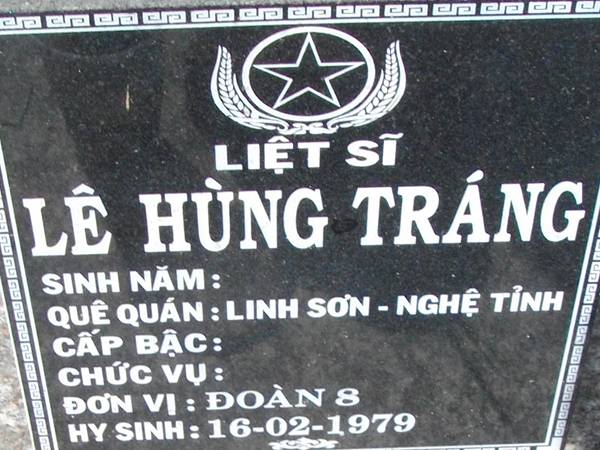 LIỆT SĨ
LÊ HÙNG TRÁNG
SINH NĂM :
QUÊ QUÁN : LINH SƠN - NGHỆ TỈNH
CẤP BẬC :
CHỨC VỤ :
ĐƠN VỊ : ĐOÀN 8
HY SINH : 16-02-1979